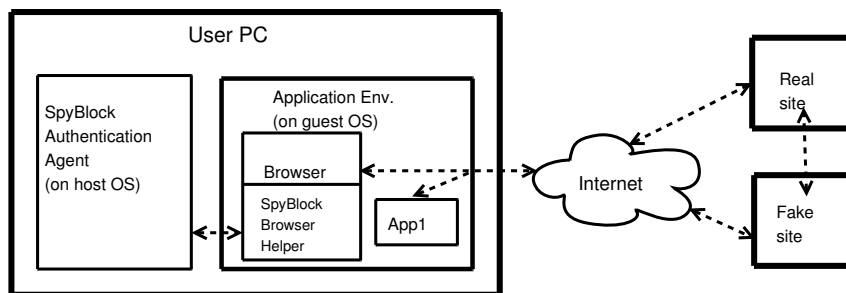 User PC
SpyBlock
Authentication
Agent
(on host OS)
Application Env.
(on guest OS)
Browser
SpyBlock
Browser
Helper
App1
Internet
Real
site
Fake
site